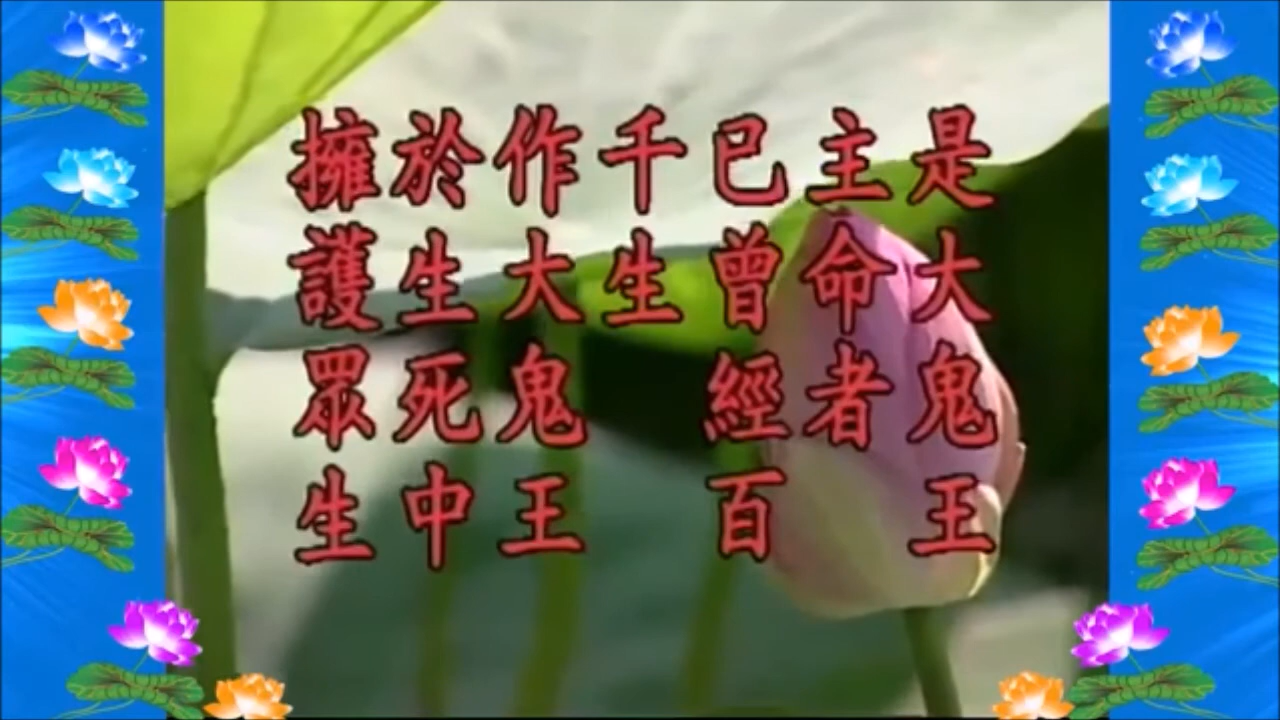 是大鬼王
主命者
已曾經百
千生
作大鬼王
於生死中
擁護眾生